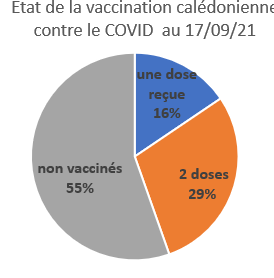 Etat de la vaccination calédonienne
contre le COVID au 17/09/21
une dose
reçue
16%
non vaccinés
55%
2 doses
29%